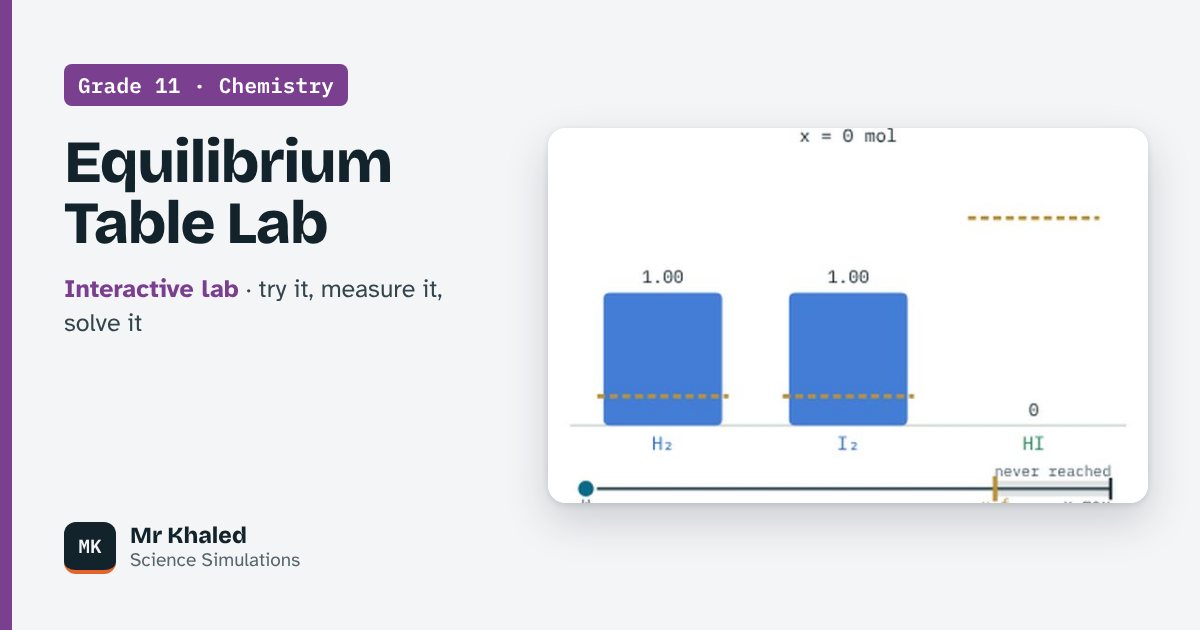 Grade 11 · Chemistry
Equilibrium
Table Lab
Interactive lab · try it, measure it,
solve it
x = 0 mol
1.00
1.00
0
H₂
I₂
HI
never reached
MK
Mr Khaled
Science Simulations